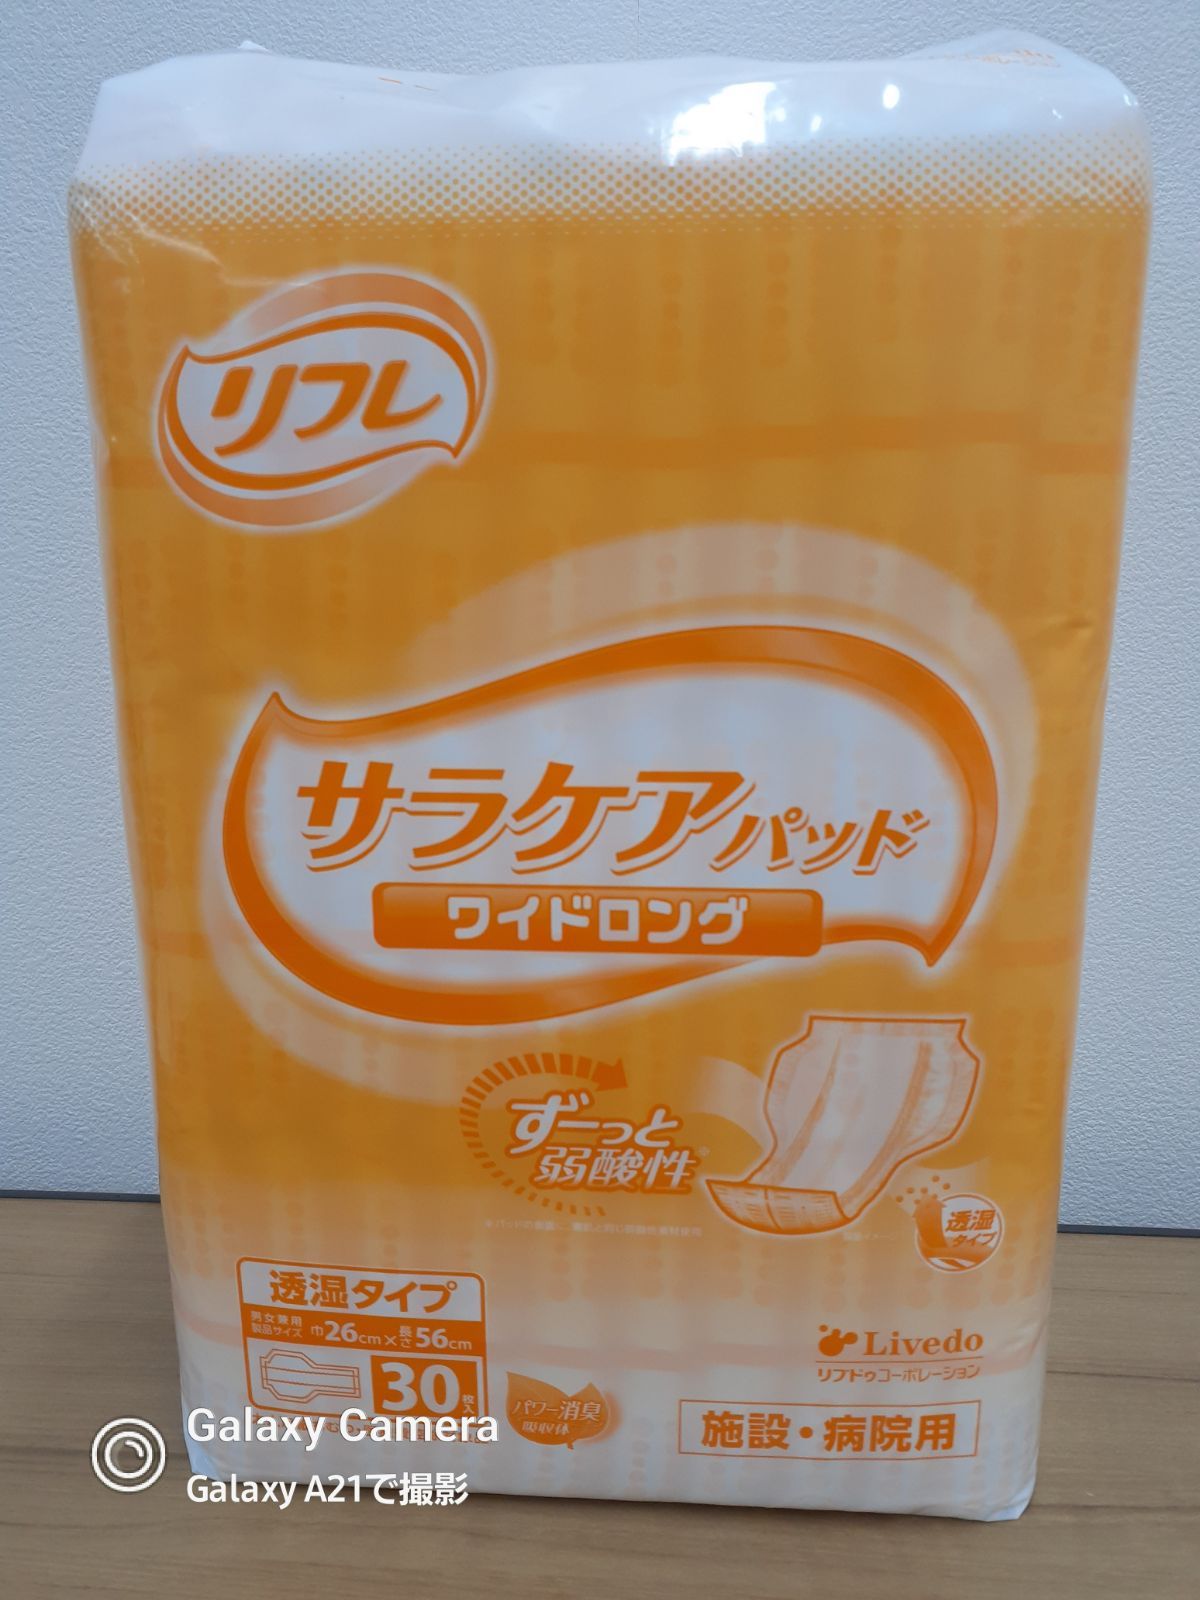 リフレ
サラケアパッド
ワイドロング
ずーっと
弱酸性※
透湿
タイプ
透湿タイプ
男女兼用
製品サイズ 巾26cm×長さ56cm
30枚入
パワー消臭
吸収体
Livedo
リブドゥコーポレーション
施設・病院用
Galaxy Camera
Galaxy A21で撮影